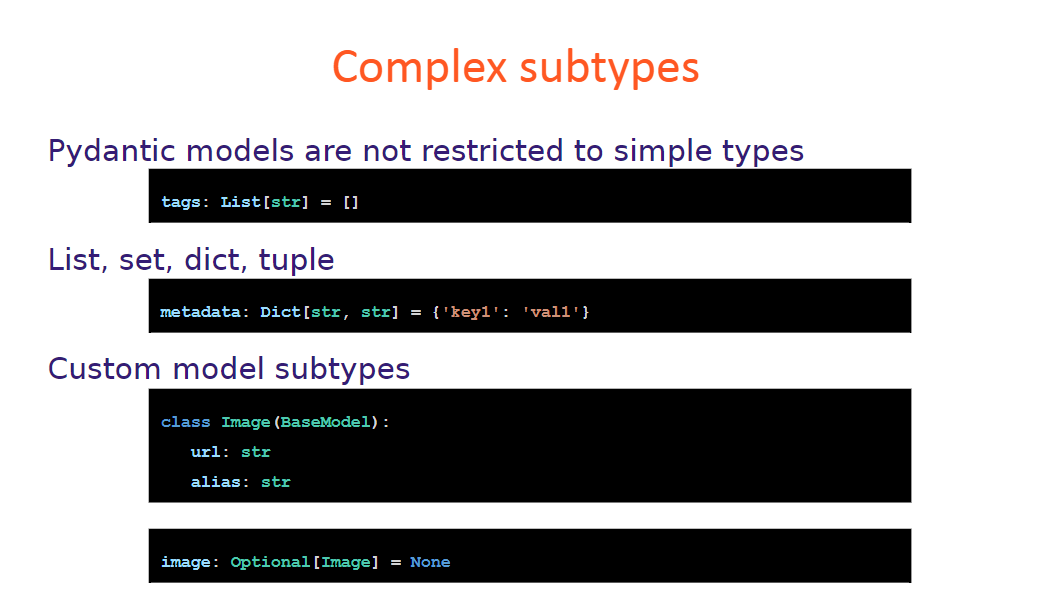 Complex subtypes
Pydantic models are not restricted to simple types
tags: List[str] = []
List, set, dict, tuple
metadata: Dict[str, str] = {'key1': 'val1'}
Custom model subtypes
class Image(BaseModel):
   url: str
   alias: str
image: Optional[Image] = None